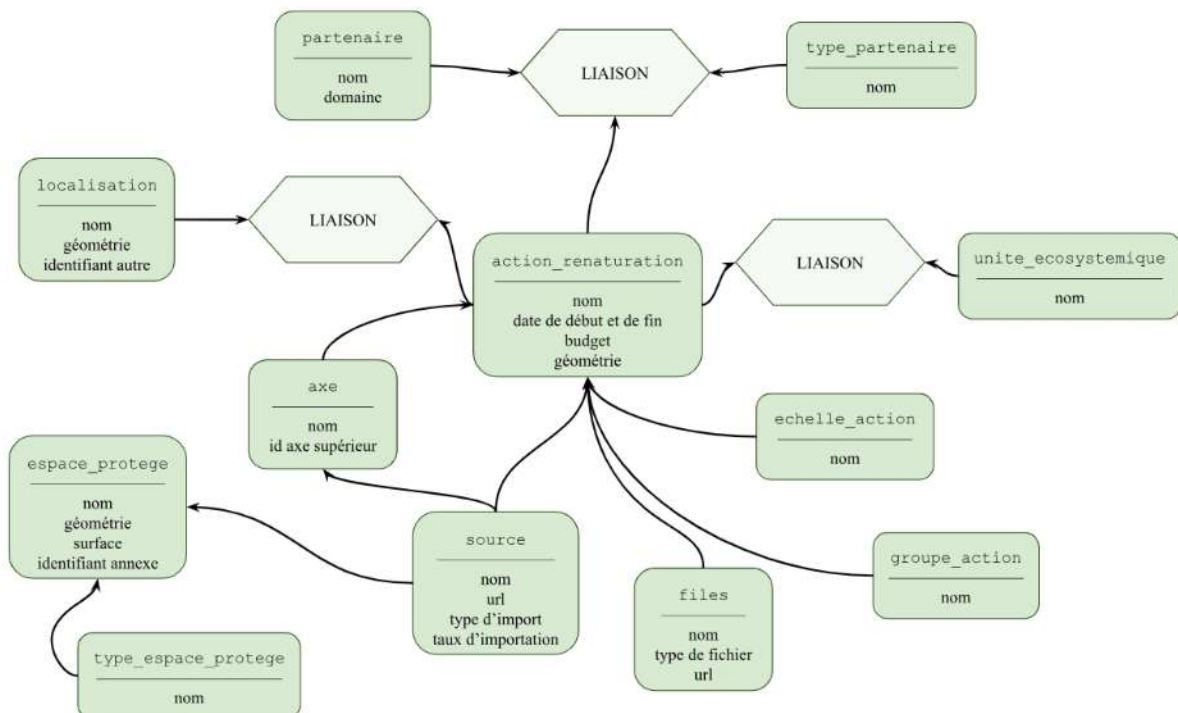 partenaire
nom
domaine
LIAISON
type_partenaire
nom
localisation
nom
géométrie
identifiant autre
LIAISON
action_renaturation
nom
date de début et de fin
budget
géométrie
LIAISON
unite_ecosystemique
nom
axe
nom
id axe supérieur
echelle_action
nom
espace_protege
nom
géométrie
surface
identifiant annexe
source
nom
url
type d'import
taux d'importation
files
nom
type de fichier
url
groupe_action
nom
type_espace_protege
nom